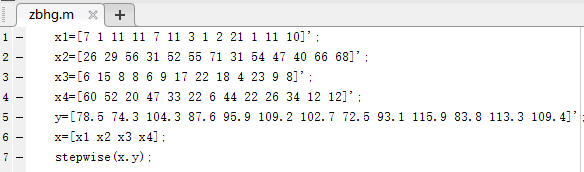 zbhg.m × +
1 – x1=[7 1 11 11 7 11 3 1 2 21 1 11 10]';
2 – x2=[26 29 56 31 52 55 71 31 54 47 40 66 68]';
3 – x3=[6 15 8 8 6 9 17 22 18 4 23 9 8]';
4 – x4=[60 52 20 47 33 22 6 44 22 26 34 12 12]';
5 – y=[78.5 74.3 104.3 87.6 95.9 109.2 102.7 72.5 93.1 115.9 83.8 113.3 109.4]';
6 – x=[x1 x2 x3 x4];
7 – stepwise(x.y);